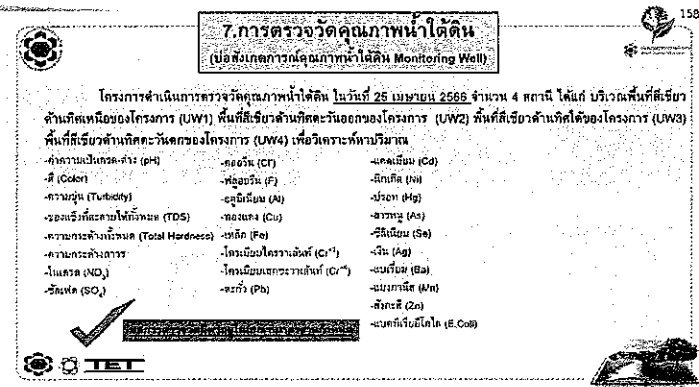 158
7.การตรวจวัดคุณภาพน้ำใต้ดิน
(บ่อสังเกตการณ์คุณภาพน้ำใต้ดิน Monitoring Well)
โครงการดำเนินการตรวจวัดคุณภาพน้ำใต้ดิน ในวันที่ 25 เมษายน 2566 จำนวน 4 สถานี ได้แก่ บริเวณพื้นที่สีเขียว
ด้านทิศเหนือของโครงการ (UW1) พื้นที่สีเขียวด้านทิศตะวันออกของโครงการ (UW2) พื้นที่สีเขียวด้านทิศใต้ของโครงการ (UW3)
พื้นที่สีเขียวด้านทิศตะวันตกของโครงการ (UW4) เพื่อวิเคราะห์หาปริมาณ
-ค่าความเป็นกรด-ด่าง (pH)
-สี (Color)
-ความขุ่น (Turbidity)
-ของแข็งที่ละลายได้ทั้งหมด (TDS)
-ความกระด้างทั้งหมด (Total Hardness)
-ความกระด้างถาวร
-ไนเตรต (NO₃)
-ซัลเฟต (SO₄)
-คลอรีน (Cl⁻)
-ฟลูออรีน (F)
-อลูมิเนียม (Al)
-ทองแดง (Cu)
-เหล็ก (Fe)
-โครเมียมไตรวาเลนท์ (Cr⁺³)
-โครเมียมเฮกซะวาเลนท์ (Cr⁺⁶)
-ตะกั่ว (Pb)
-แคดเมียม (Cd)
-นิกเกิล (Ni)
-ปรอท (Hg)
-สารหนู (As)
-ซีลีเนียม (Se)
-เงิน (Ag)
-แบเรียม (Ba)
-แมงกานีส (Mn)
-สังกะสี (Zn)
-แบคทีเรียอีโคไล (E.Coli)
TET